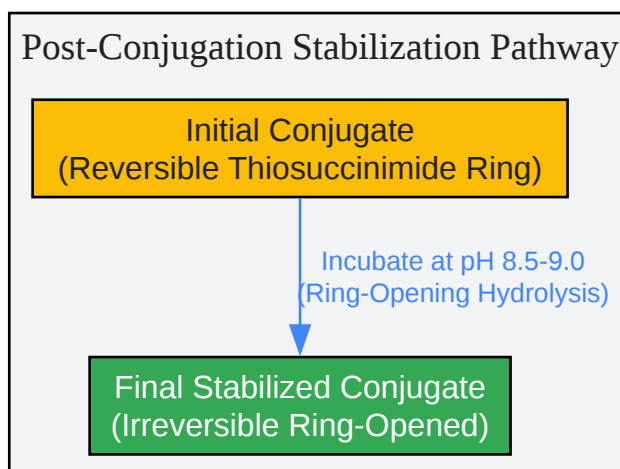 Post-Conjugation Stabilization Pathway
Initial Conjugate
(Reversible Thiosuccinimide Ring)
Incubate at pH 8.5-9.0
(Ring-Opening Hydrolysis)
Final Stabilized Conjugate
(Irreversible Ring-Opened)